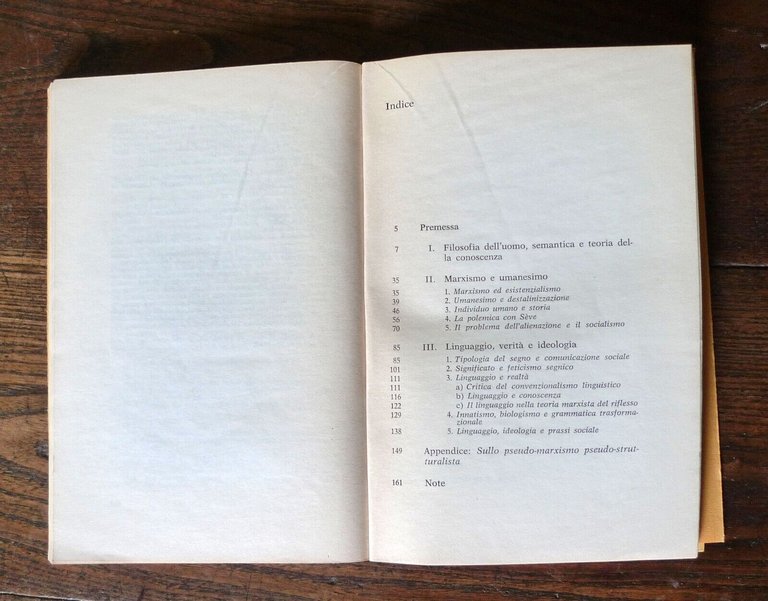 Indice
5 Premessa
7 I. Filosofia dell'uomo, semantica e teoria del-
la conoscenza
35 II. Marxismo e umanesimo
35 1. Marxismo ed esistenzialismo
39 2. Umanesimo e destalinizzazione
46 3. Individuo umano e storia
56 4. La polemica con Sève
70 5. Il problema dell'alienazione e il socialismo
85 III. Linguaggio, verità e ideologia
85 1. Tipologia del segno e comunicazione sociale
101 2. Significato e feticismo segnico
111 3. Linguaggio e realtà
111 a) Critica del convenzionalismo linguistico
116 b) Linguaggio e conoscenza
122 c) Il linguaggio nella teoria marxista del riflesso
129 4. Innatismo, biologismo e grammatica trasforma-
zionale
138 5. Linguaggio, ideologia e prassi sociale
149 Appendice: Sullo pseudo-marxismo pseudo-strut-
turalista
161 Note